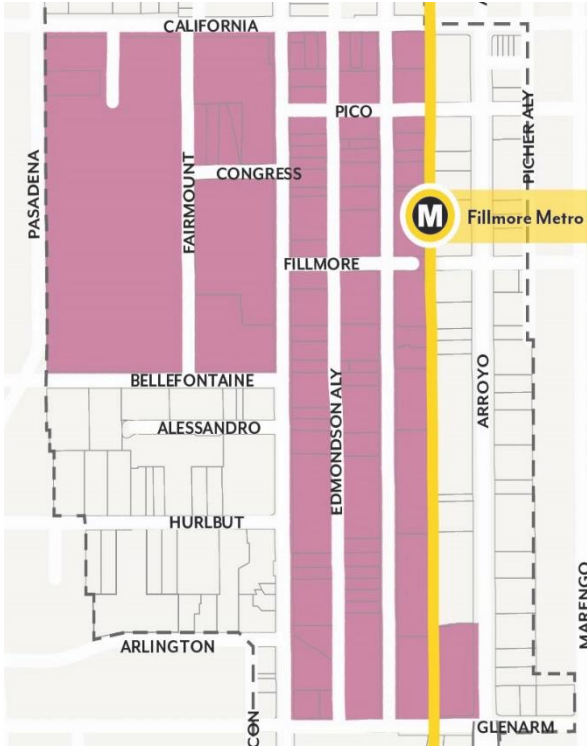 CALIFORNIA
PICO
PICHER ALY
PASADENA
FAIRMOUNT
CONGRESS
M
Fillmore Metro
FILLMORE
BELLEFONTAINE
ARROYO
EDMONDSON ALY
ALESSANDRO
HURLBUT
MARENGO
ARLINGTON
CON
GLENARM